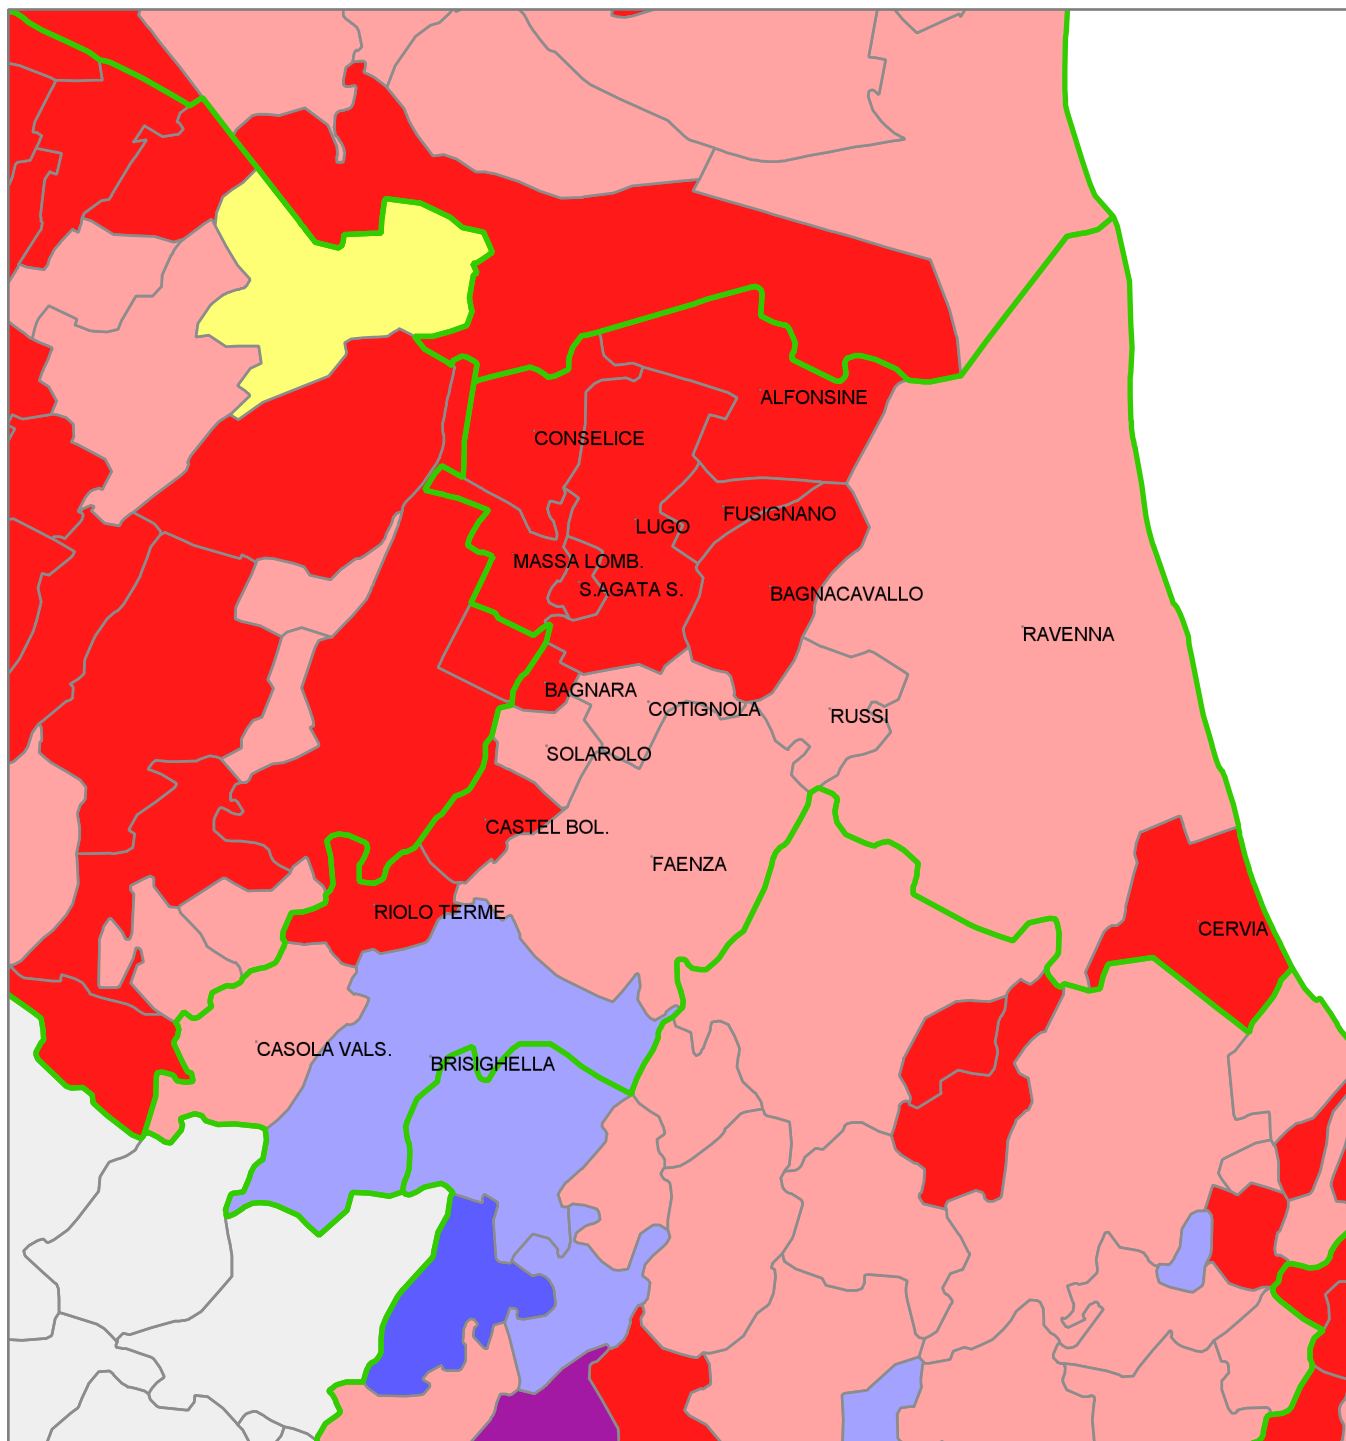 ALFONSINE
CONSELICE
FUSIGNANO
LUGO
MASSA LOMB.
S.AGATA S.
BAGNACAVALLO
RAVENNA
BAGNARA
COTIGNOLA
RUSSI
SOLAROLO
CASTEL BOL.
FAENZA
RIOLO TERME
CERVIA
CASOLA VALS.
BRISIGHELLA